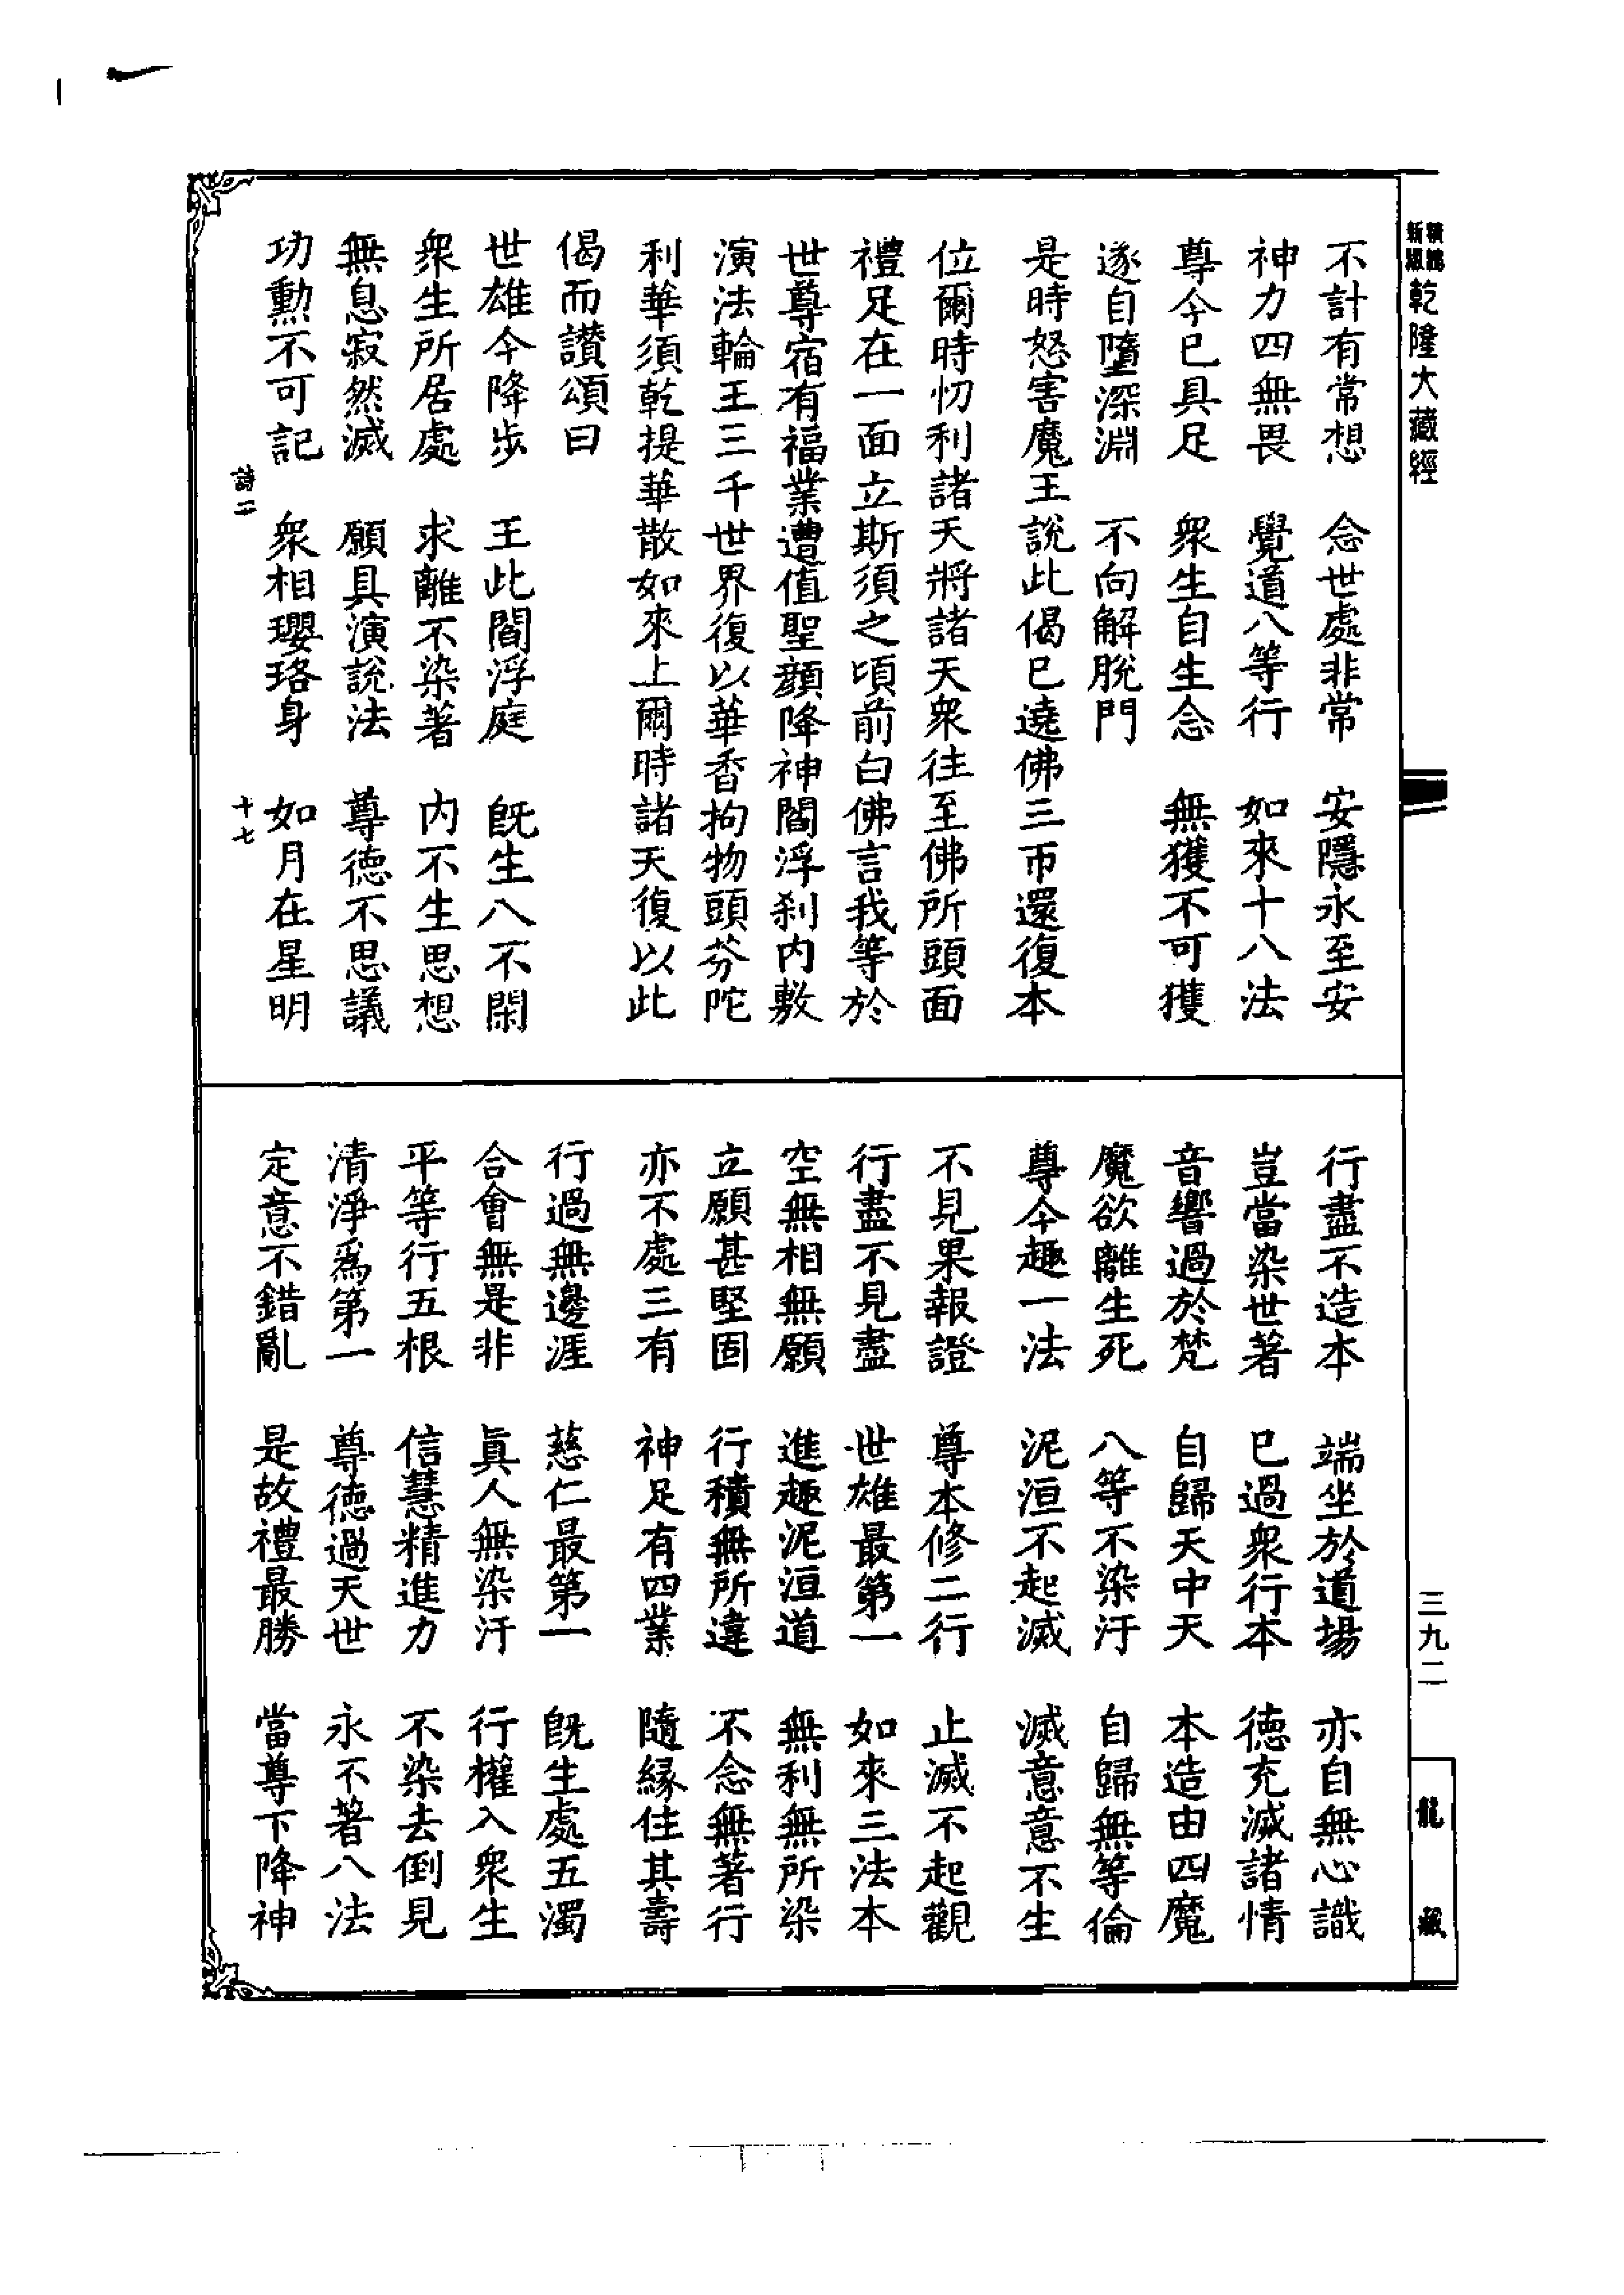 新編縮版乾隆大藏經
不計有常想　念世處非常　安隱永至安
神力四無畏　覺道八等行　如來十八法
尊今已具足　眾生自生念　無獲不可獲
遂自墮深淵　不向解脫門
是時怒害魔王說此偈已遶佛三帀還復本
位爾時忉利諸天將諸天眾往至佛所頭面
禮足在一面立斯須之頃前白佛言我等於
世尊宿有福業遭值聖顏降神閻浮剎內敷
演法輪王三千世界復以華香拘物頭芬陀
利華須乾提華散如來上爾時諸天復以此
偈而讚頌曰
世雄今降步　王此閻浮庭　既生八不閑
眾生所居處　求離不染著　內不生思想
無息寂然滅　願具演說法　尊德不思議
功勳不可記　眾相瓔珞身　如月在星明
詩二　十七
行盡不造本　端坐於道場　亦自無心識
豈當染世著　已過眾行本　德充滅諸情
音響過於梵　自歸天中天　本造由四魔
魔欲離生死　八等不染汙　自歸無等倫
尊今趣一法　泥洹不起滅　滅意意不生
不見果報證　尊本修二行　止滅不起觀
行盡不見盡　世雄最第一　如來三法本
空無相無願　進趣泥洹道　無利無所染
立願甚堅固　行積無所違　不念無著行
亦不處三有　神足有四業　隨緣住其壽
行過無邊涯　慈仁最第一　既生處五濁
合會無是非　真人無染汙　行權入眾生
平等行五根　信慧精進力　不染去倒見
清淨為第一　尊德過天世　永不著八法
定意不錯亂　是故禮最勝　當尊下降神
三九二
龍藏